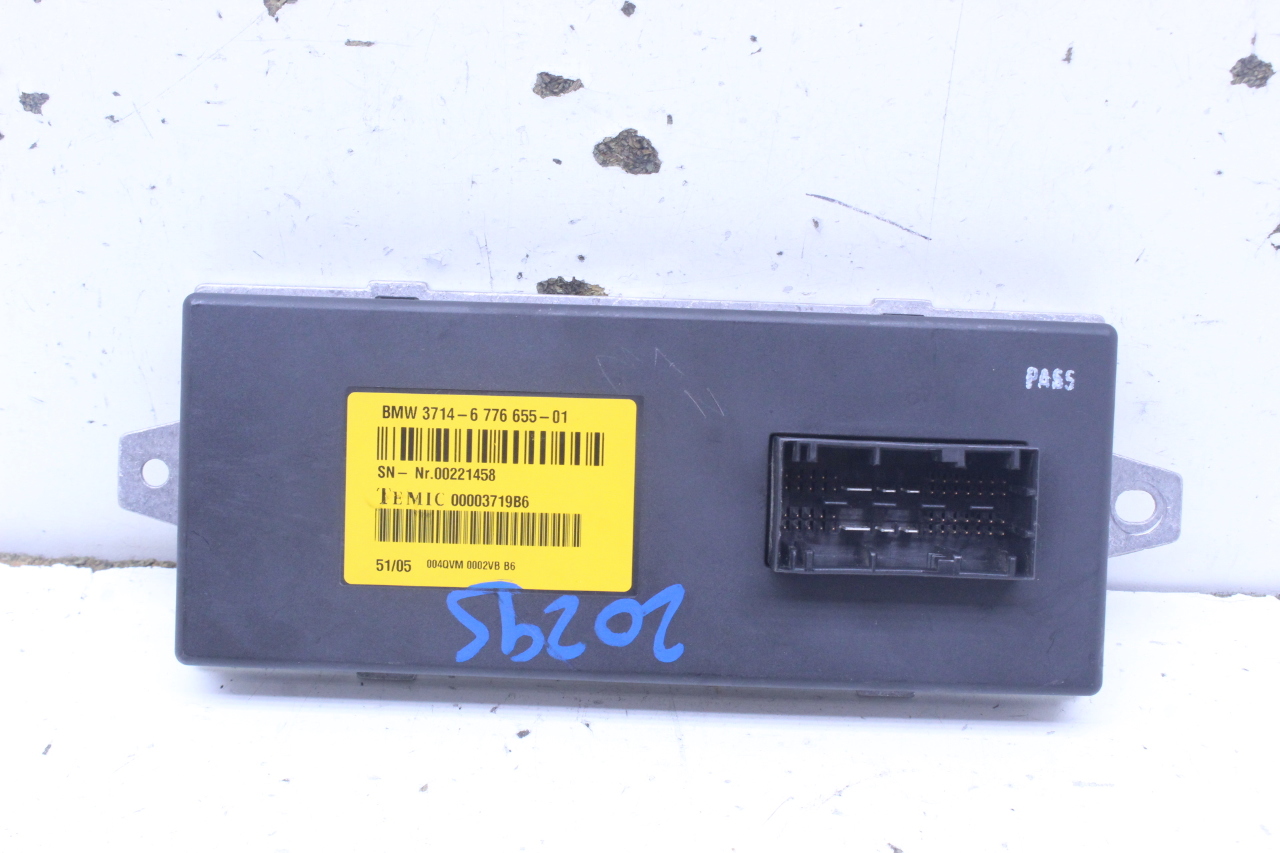 PASS
BMW 3714-6 776 655-01
SN- Nr.00221458
TEMIC 00003719B6
51/05 004QVM 0002VB B6
20295